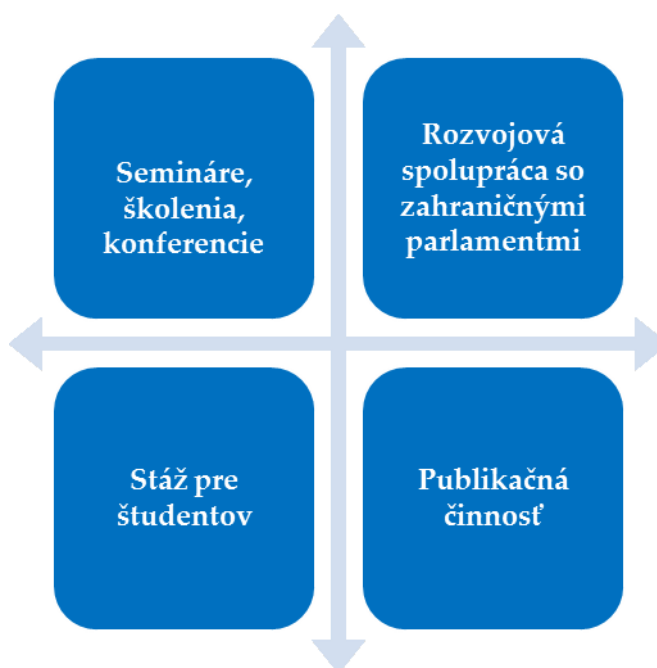 Semináre,
školenia,
konferencie
Rozvojová
spolupráca so
zahraničnými
parlamentmi
Stáž pre
študentov
Publikačná
činnosť